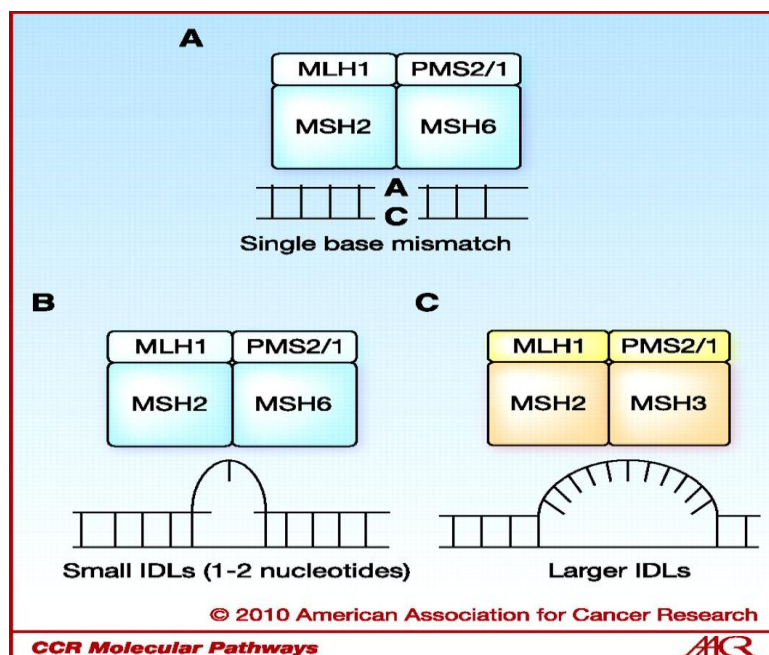 A
MLH1 PMS2/1
MSH2 MSH6
A
C
Single base mismatch
B
MLH1 PMS2/1
MSH2 MSH6
Small IDLs (1-2 nucleotides)
C
MLH1 PMS2/1
MSH2 MSH3
Larger IDLs
© 2010 American Association for Cancer Research
CCR Molecular Pathways AACR